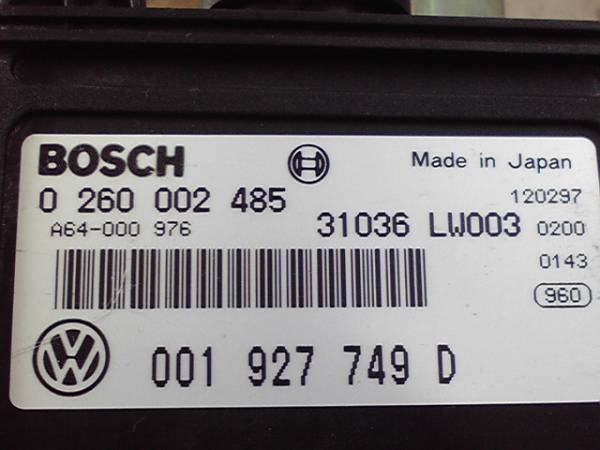 BOSCH
Made in Japan
0 260 002 485
120297
A64-000 976
31036 LW003
0200
0143
960
VW
001 927 749 D